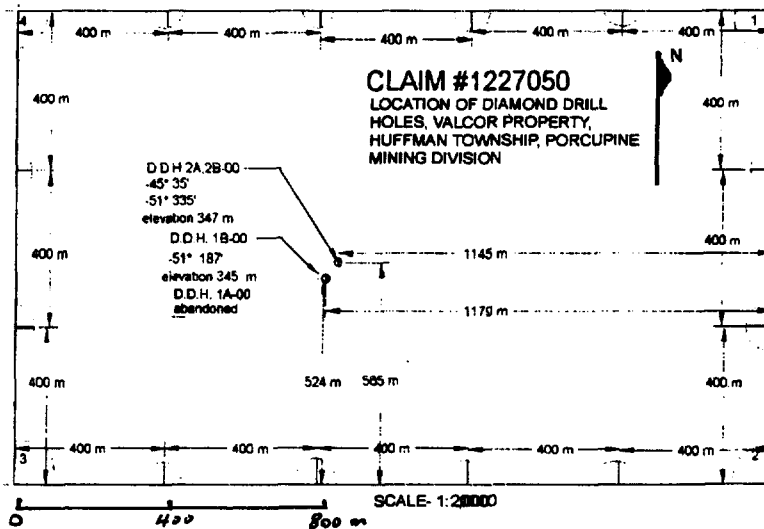 4
400 m
400 m
400 m
400 m
400 m
1
N
CLAIM #1227050
LOCATION OF DIAMOND DRILL
HOLES, VALCOR PROPERTY,
HUFFMAN TOWNSHIP, PORCUPINE
MINING DIVISION
400 m
400 m
D D H 2A,2B-00
-45° 35'
-51° 335'
elevation 347 m
D.D.H. 1B-00
-51° 187'
elevation 345 m
D.D.H. 1A-00
abandoned
400 m
400 m
1145 m
1179 m
400 m
524 m
565 m
400 m
3
400 m
400 m
400 m
400 m
400 m
2
SCALE- 1:
0
400
800 m